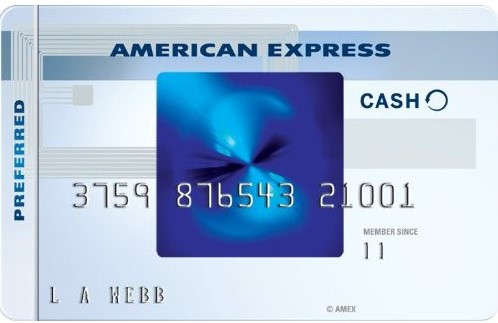 AMERICAN EXPRESS
PREFERRED
CASH
3759 876543 21001
MEMBER SINCE
11
L A WEBB
© AMEX